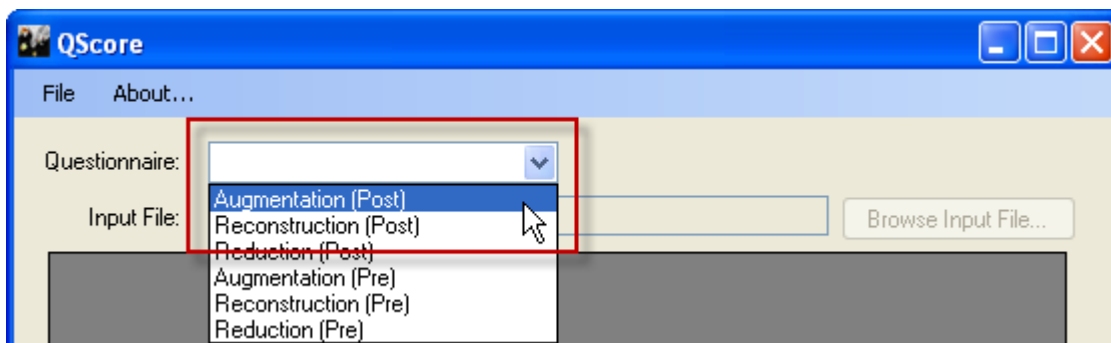 QScore
File About...
Questionnaire:
Augmentation (Post)
Input File:
Reconstruction (Post)
Browse Input File...
Reduction (Post)
Augmentation (Pre)
Reconstruction (Pre)
Reduction (Pre)